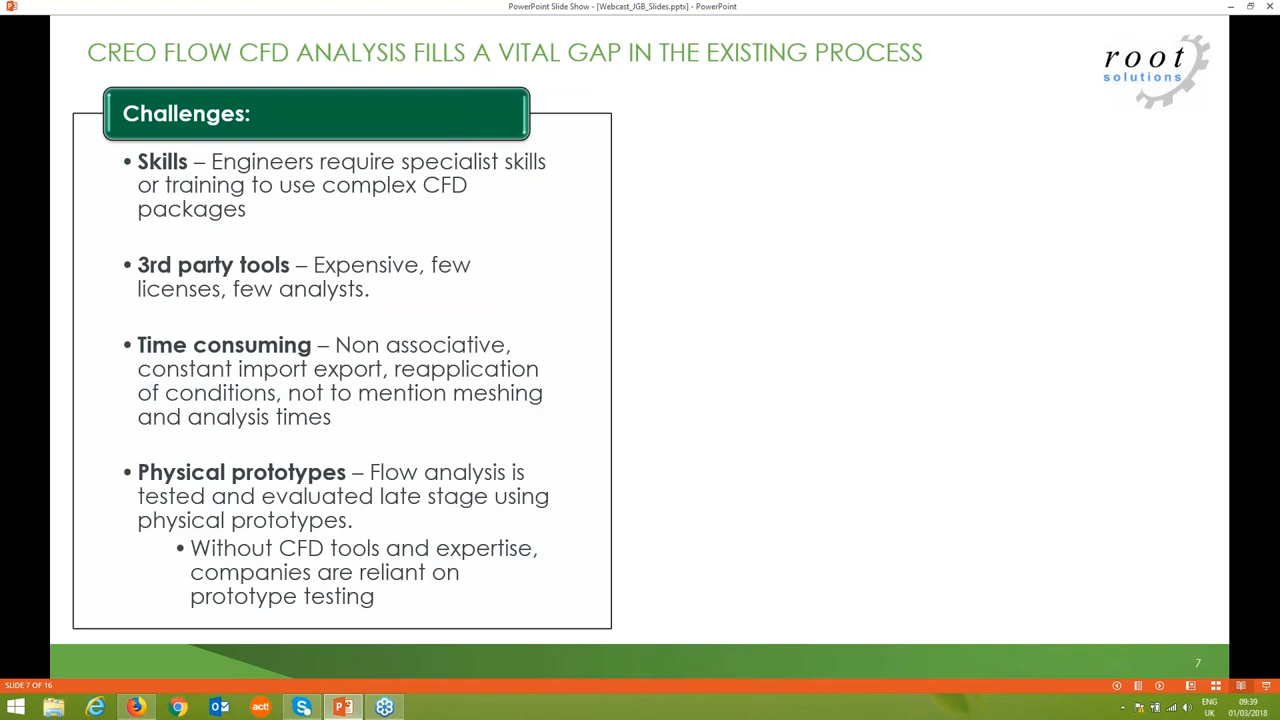 PowerPoint Slide Show - [Webcast_JGB_Slides.pptx] - PowerPoint
CREO FLOW CFD ANALYSIS FILLS A VITAL GAP IN THE EXISTING PROCESS
root
solutions
Challenges:
• Skills – Engineers require specialist skills
or training to use complex CFD
packages
• 3rd party tools – Expensive, few
licenses, few analysts.
• Time consuming – Non associative,
constant import export, reapplication
of conditions, not to mention meshing
and analysis times
• Physical prototypes – Flow analysis is
tested and evaluated late stage using
physical prototypes.
• Without CFD tools and expertise,
companies are reliant on
prototype testing
7
SLIDE 7 OF 16
act!
ENG
UK
09:39
01/03/2018